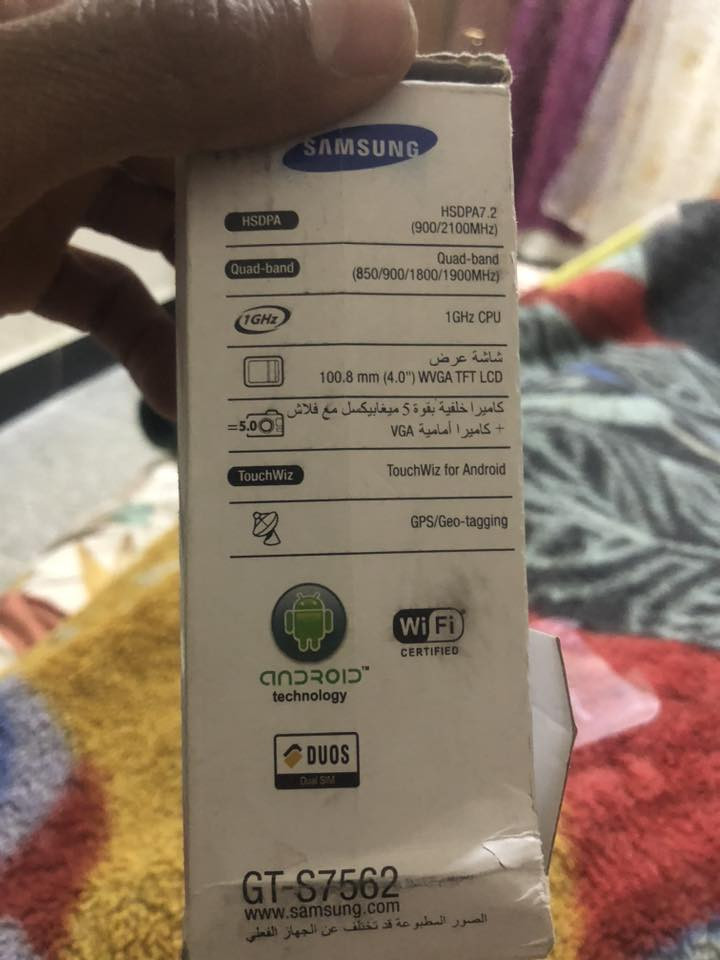 SAMSUNG
HSDPA
HSDPA7.2
(900/2100MHz)
Quad-band
Quad-band
(850/900/1800/1900MHz)
1GHz
1GHz CPU
شاشة عرض
100.8 mm (4.0") WVGA TFT LCD
=5.0
كاميرا خلفية بقوة 5 ميغابيكسل مع فلاش
+ كاميرا أمامية VGA
TouchWiz
TouchWiz for Android
GPS/Geo-tagging
ANDROID™
technology
Wi Fi
CERTIFIED
DUOS
Dual SIM
GT-S7562
www.samsung.com
الصور المطبوعة قد تختلف عن الجهاز الفعلي